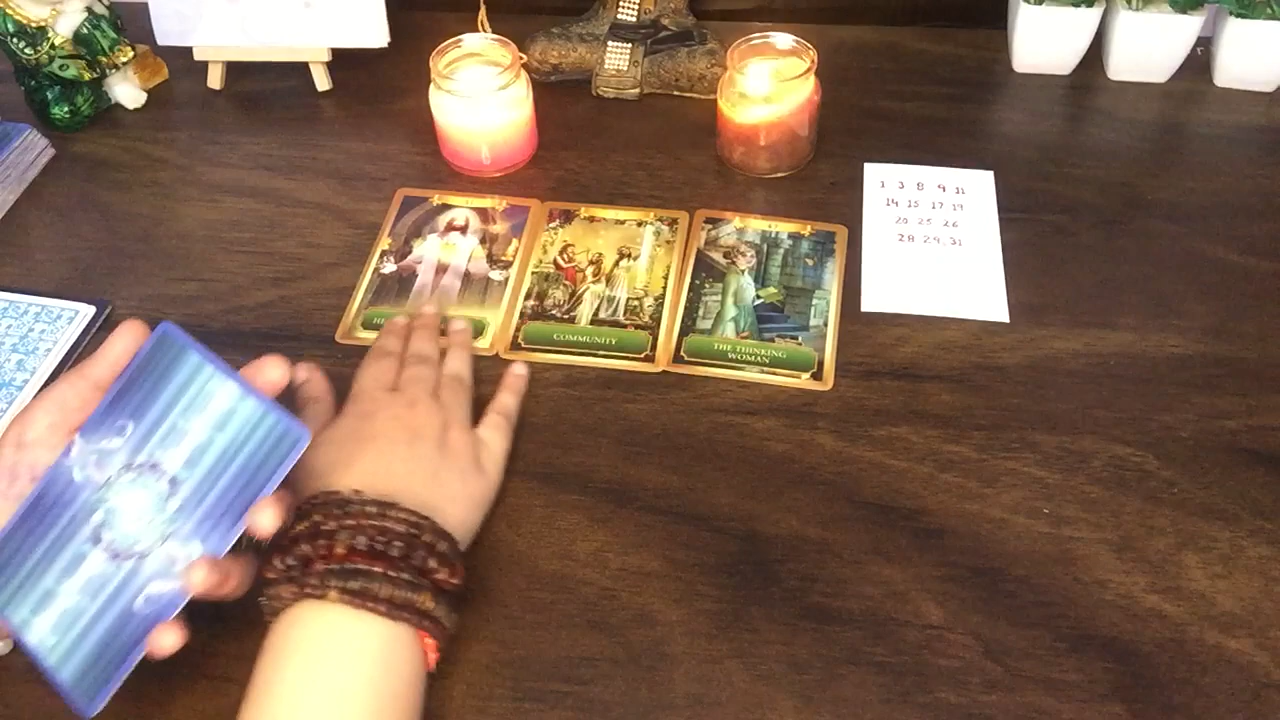 COMMUNITY
THE THINKING
WOMAN
1 3 8 9 11
14 15 17 19
20 25 26
28 29. 31